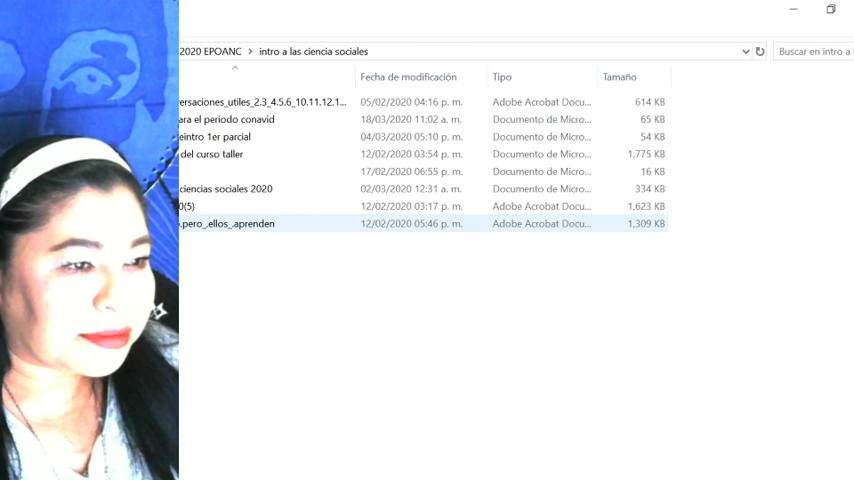 2020 EPOANC > intro a las ciencia sociales
Buscar en intro a
Fecha de modificación Tipo Tamaño
ersaciones_utiles_2.3_4.5.6_10.11.12.1... 05/02/2020 04:16 p. m. Adobe Acrobat Docu... 614 KB
ara el periodo conavid 18/03/2020 11:02 a. m. Documento de Micro... 65 KB
eintro 1er parcial 04/03/2020 05:10 p. m. Documento de Micro... 54 KB
del curso taller 12/02/2020 03:54 p. m. Documento de Micro... 1,775 KB
17/02/2020 06:55 p. m. Documento de Micro... 16 KB
ciencias sociales 2020 02/03/2020 12:31 a. m. Documento de Micro... 334 KB
0(5) 12/02/2020 03:17 p. m. Adobe Acrobat Docu... 1,623 KB
.pero_.ellos_.aprenden 12/02/2020 05:46 p. m. Adobe Acrobat Docu... 1,309 KB